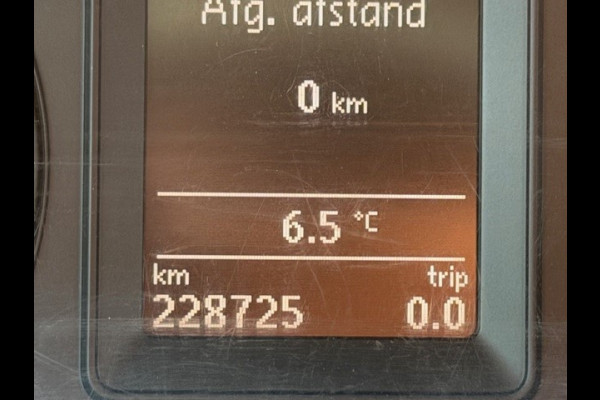 Afg. afstand
0 km
6.5 °C
km trip
228725 0.0